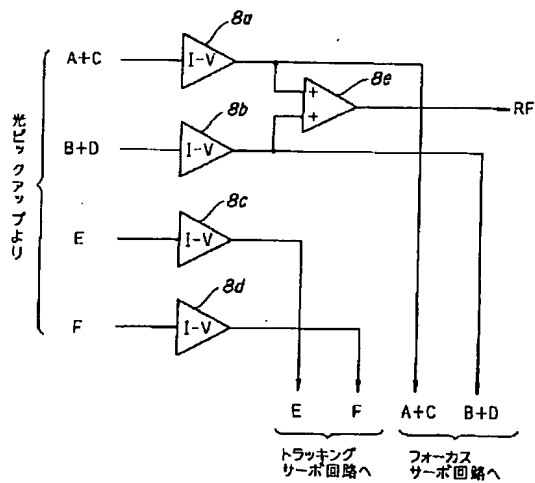 8a
A+C
I-V
8e
+
+
RF
8b
B+D
I-V
光ピックアップより
8c
E
I-V
8d
F
I-V
E F A+C B+D
トラッキング
サーボ回路へ
フォーカス
サーボ回路へ